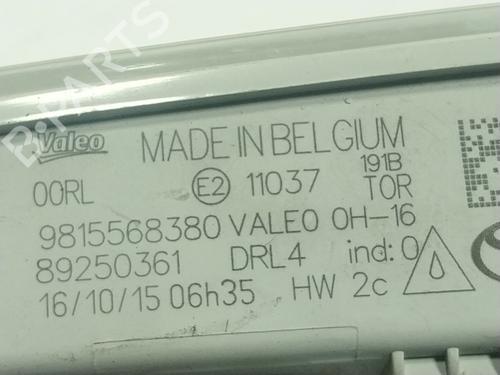 B-PARTS
Valeo MADE IN BELGIUM
00RL E2 11037 191B TOR
9815568380 VALEO 0H-16
89250361 DRL4 ind: 0
16/10/15 06h35 HW 2c